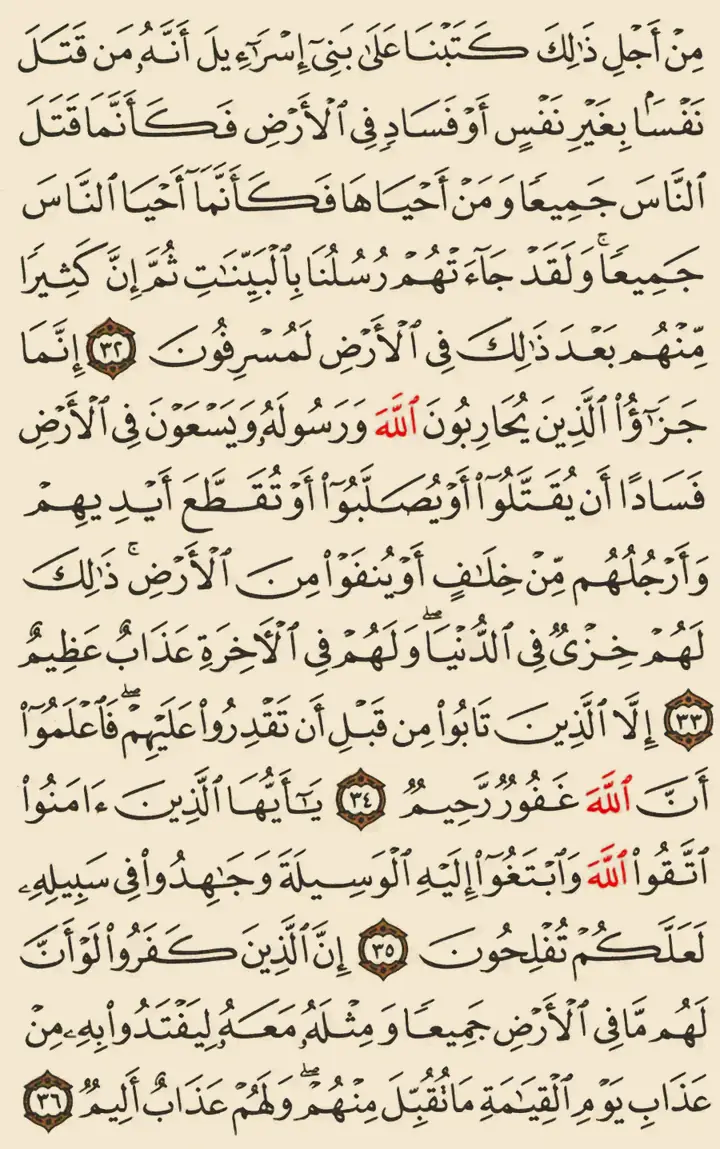 مِنْ أَجْلِ ذَٰلِكَ كَتَبْنَا عَلَىٰ بَنِىٓ إِسْرَٰٓءِيلَ أَنَّهُۥ مَن قَتَلَ
نَفْسًۢا بِغَيْرِ نَفْسٍ أَوْ فَسَادٍۢ فِى ٱلْأَرْضِ فَكَأَنَّمَا قَتَلَ
ٱلنَّاسَ جَمِيعًۭا وَمَنْ أَحْيَاهَا فَكَأَنَّمَآ أَحْيَا ٱلنَّاسَ
جَمِيعًۭا ۚ وَلَقَدْ جَآءَتْهُمْ رُسُلُنَا بِٱلْبَيِّنَٰتِ ثُمَّ إِنَّ كَثِيرًۭا
مِّنْهُم بَعْدَ ذَٰلِكَ فِى ٱلْأَرْضِ لَمُسْرِفُونَ ٣٢ إِنَّمَا
جَزَٰٓؤُا۟ ٱلَّذِينَ يُحَارِبُونَ ٱللَّهَ وَرَسُولَهُۥ وَيَسْعَوْنَ فِى ٱلْأَرْضِ
فَسَادًا أَن يُقَتَّلُوٓا۟ أَوْ يُصَلَّبُوٓا۟ أَوْ تُقَطَّعَ أَيْدِيهِمْ
وَأَرْجُلُهُم مِّنْ خِلَٰفٍ أَوْ يُنفَوْا۟ مِنَ ٱلْأَرْضِ ۚ ذَٰلِكَ
لَهُمْ خِزْىٌۭ فِى ٱلدُّنْيَا ۖ وَلَهُمْ فِى ٱلْـَٔاخِرَةِ عَذَابٌ عَظِيمٌ
٣٣ إِلَّا ٱلَّذِينَ تَابُوا۟ مِن قَبْلِ أَن تَقْدِرُوا۟ عَلَيْهِمْ ۖ فَٱعْلَمُوٓا۟
أَنَّ ٱللَّهَ غَفُورٌۭ رَّحِيمٌۭ ٣٤ يَٰٓأَيُّهَا ٱلَّذِينَ ءَامَنُوا۟
ٱتَّقُوا۟ ٱللَّهَ وَٱبْتَغُوٓا۟ إِلَيْهِ ٱلْوَسِيلَةَ وَجَٰهِدُوا۟ فِى سَبِيلِهِۦ
لَعَلَّكُمْ تُفْلِحُونَ ٣٥ إِنَّ ٱلَّذِينَ كَفَرُوا۟ لَوْ أَنَّ
لَهُم مَّا فِى ٱلْأَرْضِ جَمِيعًۭا وَمِثْلَهُۥ مَعَهُۥ لِيَفْتَدُوا۟ بِهِۦ مِنْ
عَذَابِ يَوْمِ ٱلْقِيَٰمَةِ مَا تُقُبِّلَ مِنْهُمْ ۖ وَلَهُمْ عَذَابٌ أَلِيمٌۭ ٣٦